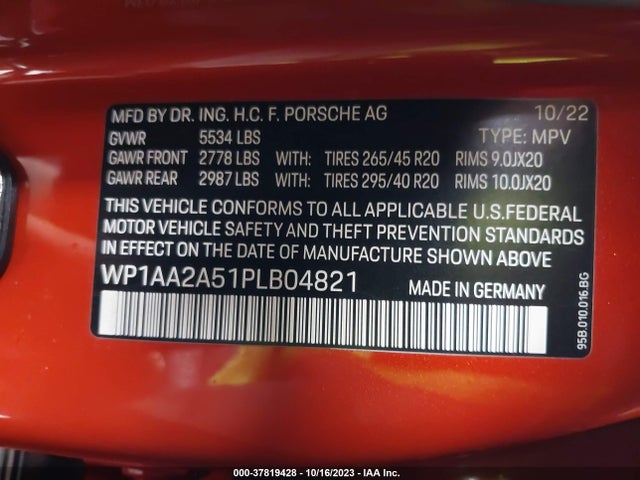 MFD BY DR. ING. H.C. F. PORSCHE AG 10/22
GVWR 5534 LBS TYPE: MPV
GAWR FRONT 2778 LBS WITH: TIRES 265/45 R20 RIMS 9.0JX20
GAWR REAR 2987 LBS WITH: TIRES 295/40 R20 RIMS 10.0JX20
THIS VEHICLE CONFORMS TO ALL APPLICABLE U.S.FEDERAL
MOTOR VEHICLE SAFETY AND THEFT PREVENTION STANDARDS
IN EFFECT ON THE DATE OF MANUFACTURE SHOWN ABOVE
WP1AA2A51PLB04821 MADE IN GERMANY
95B.010.016.BG
000-37819428 - 10/16/2023 - IAA Inc.